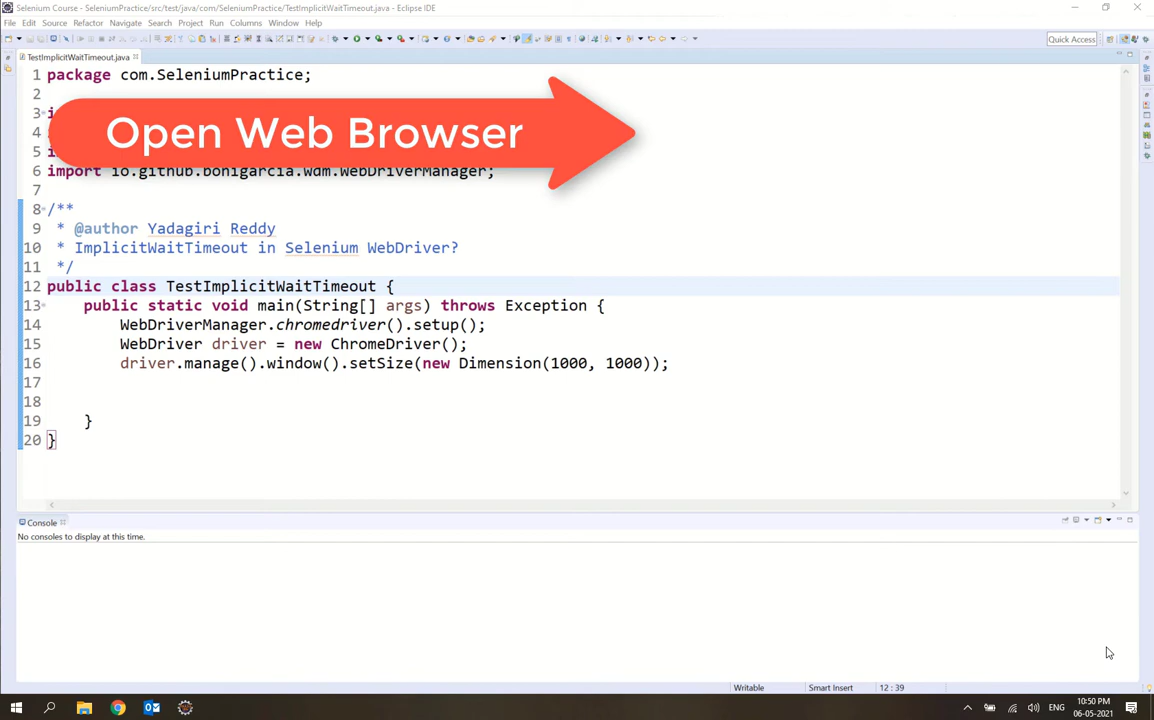 Selenium Course - SeleniumPractice/src/test/java/com/SeleniumPractice/TestImplicitWaitTimeout.java - Eclipse IDE
File Edit Source Refactor Navigate Search Project Run Columns Window Help
Quick Access
TestImplicitWaitTimeout.java
1 package com.SeleniumPractice;
2
3
4
5
Open Web Browser
6 import io.github.bonigarcia.wdm.WebDriverManager;
7
8 /**
9 * @author Yadagiri Reddy
10 * ImplicitWaitTimeout in Selenium WebDriver?
11 */
12 public class TestImplicitWaitTimeout {
13 public static void main(String[] args) throws Exception {
14 WebDriverManager.chromedriver().setup();
15 WebDriver driver = new ChromeDriver();
16 driver.manage().window().setSize(new Dimension(1000, 1000));
17
18
19 }
20 }
Console
No consoles to display at this time.
Writable Smart Insert 12 : 39
ENG 10:50 PM
06-05-2021